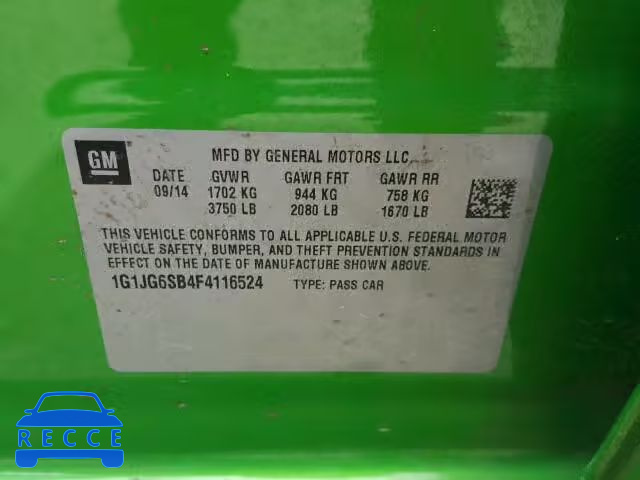 GM
MFD BY GENERAL MOTORS LLC
DATE GVWR GAWR FRT GAWR RR
09/14 1702 KG 944 KG 758 KG
3750 LB 2080 LB 1670 LB
THIS VEHICLE CONFORMS TO ALL APPLICABLE U.S. FEDERAL MOTOR
VEHICLE SAFETY, BUMPER, AND THEFT PREVENTION STANDARDS IN
EFFECT ON THE DATE OF MANUFACTURE SHOWN ABOVE.
1G1JG6SB4F4116524 TYPE: PASS CAR
RECCE